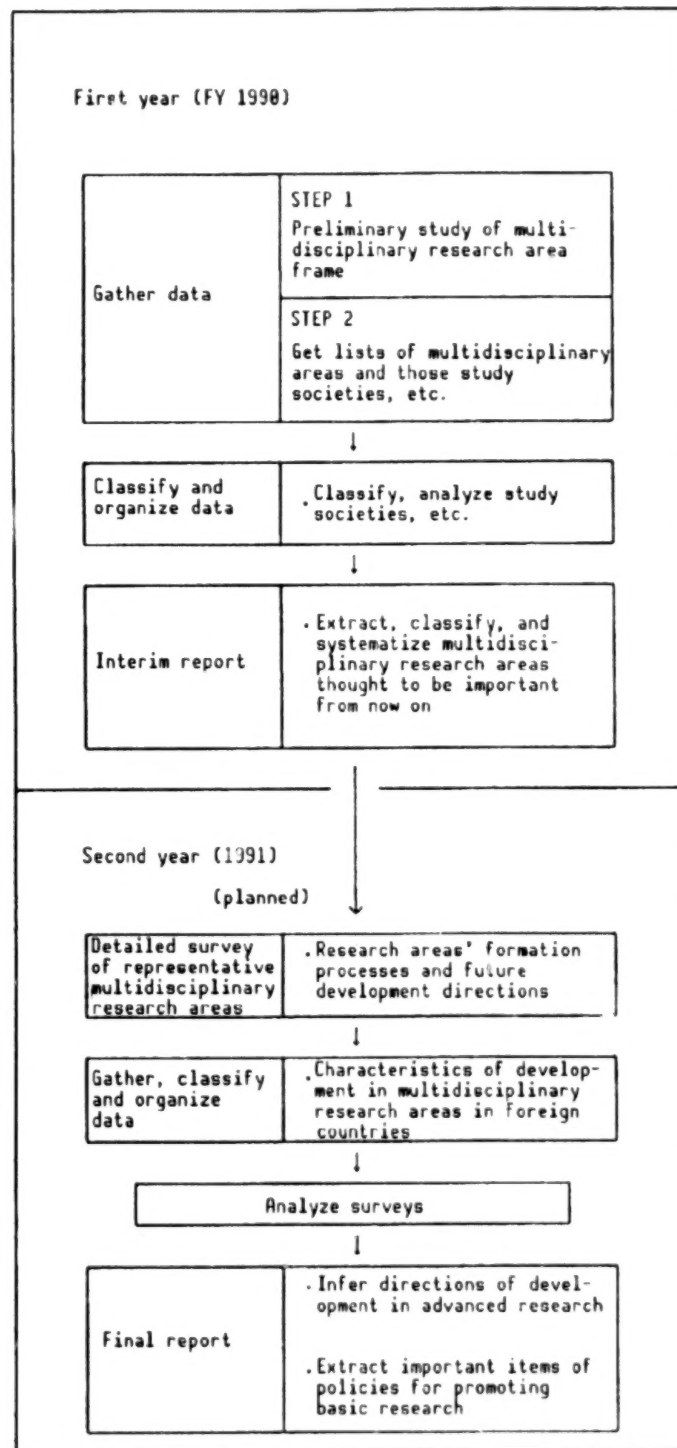 First year (FY 1990)
STEP 1
Preliminary study of multi-
disciplinary research area
frame
Gather data
STEP 2
Get lists of multidisciplinary
areas and those study
societies, etc.
↓
Classify and
organize data
. Classify, analyze study
societies, etc.
↓
Interim report
. Extract, classify, and
systematize multidisci-
plinary research areas
thought to be important
from now on
Second year (1991)
(planned)
Detailed survey
of representative
multidisciplinary
research areas
. Research areas' formation
processes and future
development directions
↓
Gather, classify
and organize
data
. Characteristics of develop-
ment in multidisciplinary
research areas in foreign
countries
↓
Analyze surveys
↓
Final report
. Infer directions of devel-
opment in advanced research
. Extract important items of
policies for promoting
basic research